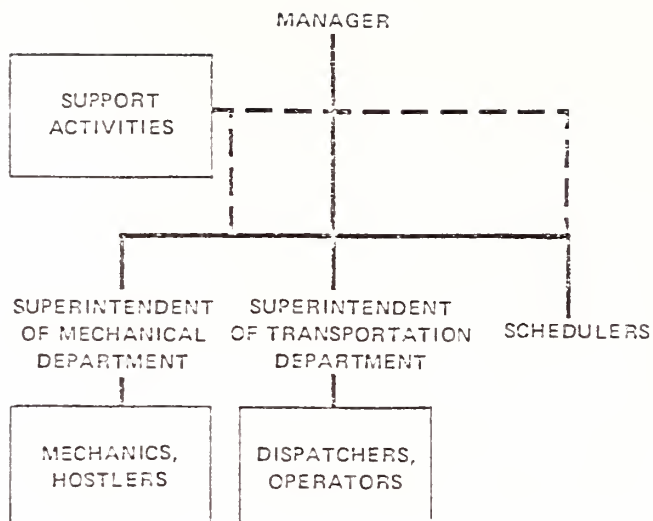 MANAGER
SUPPORT
ACTIVITIES
SUPERINTENDENT
OF MECHANICAL
DEPARTMENT
SUPERINTENDENT
OF TRANSPORTATION
DEPARTMENT
SCHEDULERS
MECHANICS,
HOSTLERS
DISPATCHERS,
OPERATORS